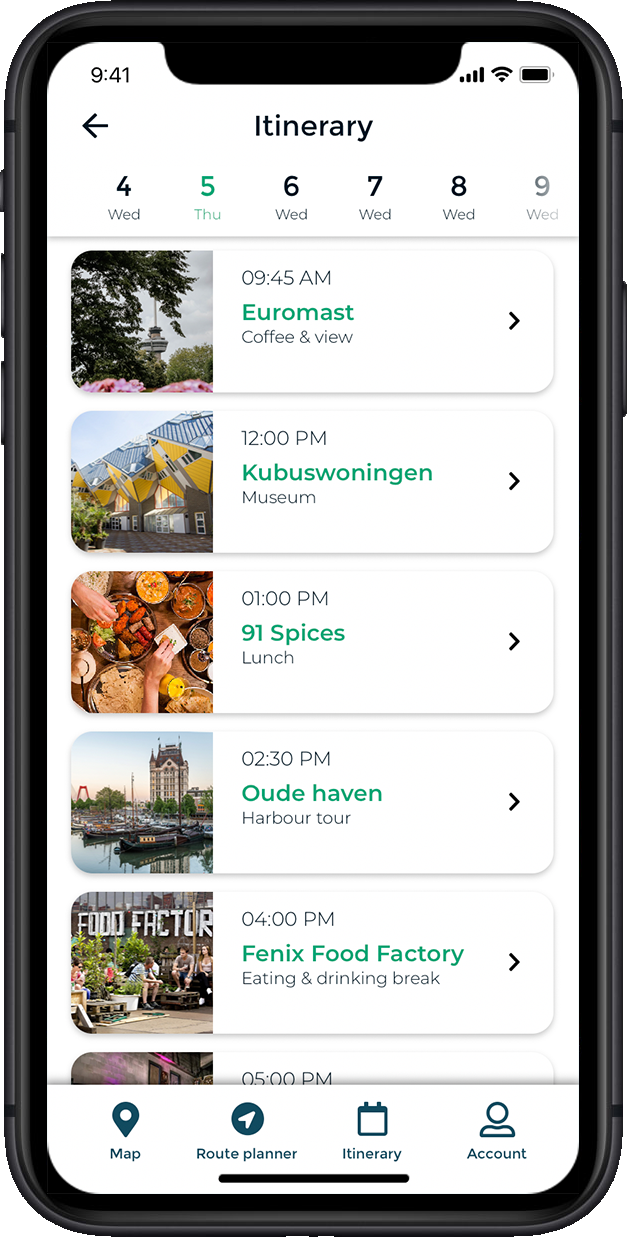 9:41
Itinerary
4 5 6 7 8 9
Wed Thu Wed Wed Wed Wed
09:45 AM
Euromast
Coffee & view
12:00 PM
Kubuswoningen
Museum
01:00 PM
91 Spices
Lunch
02:30 PM
Oude haven
Harbour tour
FOOD FACTOR
04:00 PM
Fenix Food Factory
Eating & drinking break
05:00 PM
Map Route planner Itinerary Account